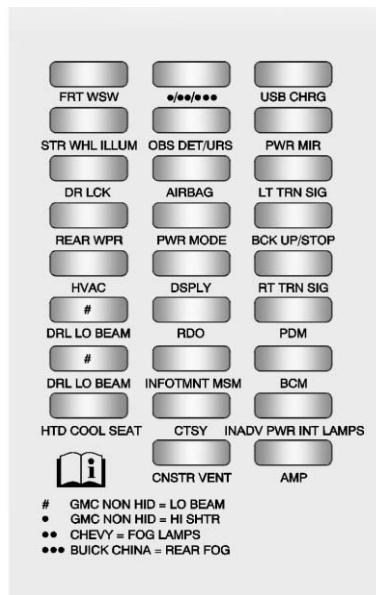 FRT WSW ●/●●/●●● USB CHRG
STR WHL ILLUM OBS DET/URS PWR MIR
DR LCK AIRBAG LT TRN SIG
REAR WPR PWR MODE BCK UP/STOP
HVAC DSPLY RT TRN SIG
#
DRL LO BEAM RDO PDM
#
DRL LO BEAM INFOTMNT MSM BCM
HTD COOL SEAT CTSY INADV PWR INT LAMPS
CNSTR VENT AMP
i
# GMC NON HID = LO BEAM
● GMC NON HID = HI SHTR
●● CHEVY = FOG LAMPS
●●● BUICK CHINA = REAR FOG